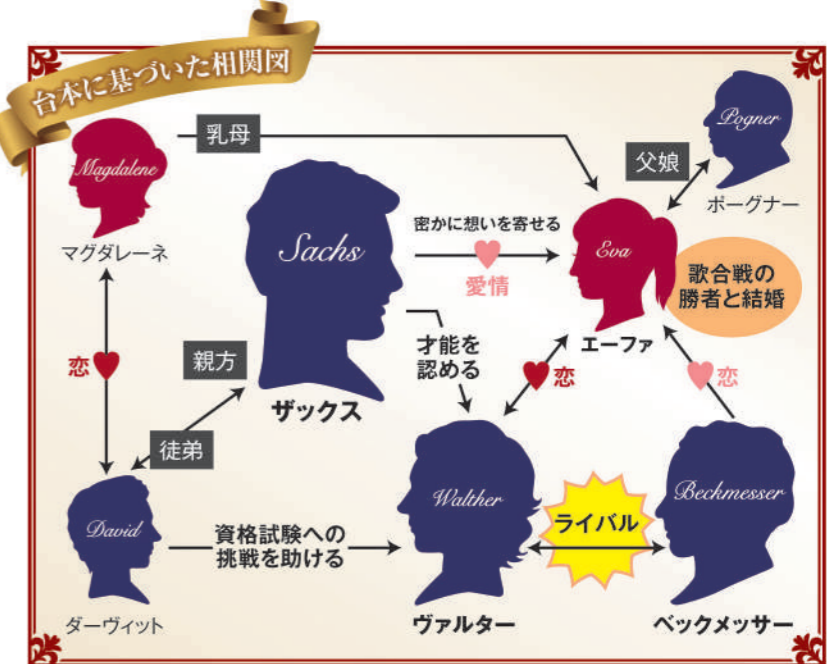 台本に基づいた相関図
Magdalene
マグダレーネ
乳母
Pogner
ポーグナー
父娘
Sachs
ザックス
密かに想いを寄せる
愛情
Eva
エーファ
歌合戦の
勝者と結婚
恋
親方
徒弟
才能を
認める
恋
恋
David
ダーヴィット
資格試験への
挑戦を助ける
Walther
ヴァルター
ライバル
Beckmesser
ベックメッサー